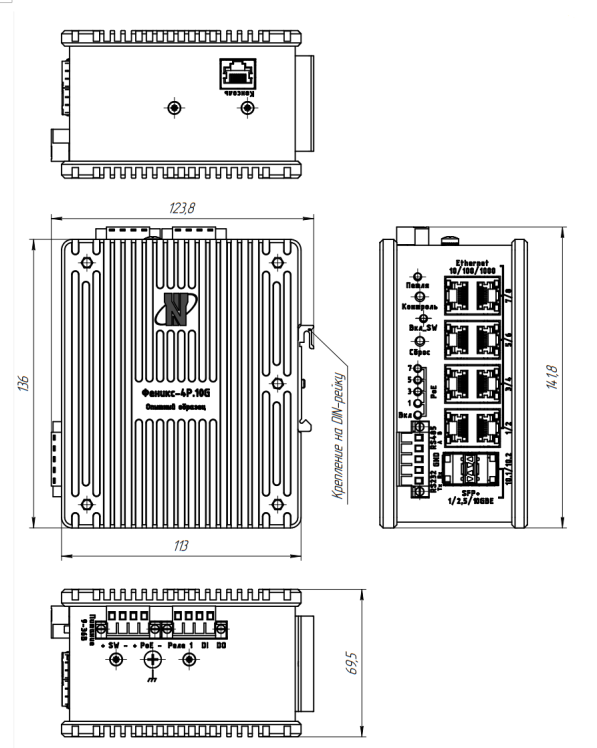 Консоль
123,8
136
N
Феникс-4Р.10G
Опытный образец
Крепление на DIN-рейку
113
Ethernet
10/100/1000
Петля
Контроль
Вкл_SW
Сброс
7
5
3
1
PoE
Вкл
7/8
5/6
3/4
1/2
10.1/10.2
RS485
A B
GND
RS232
Tx Rx
SFP+
1/2,5/10GBE
141,8
Питание
+ SW - + PoE - Реле 1 DI DO
69,5